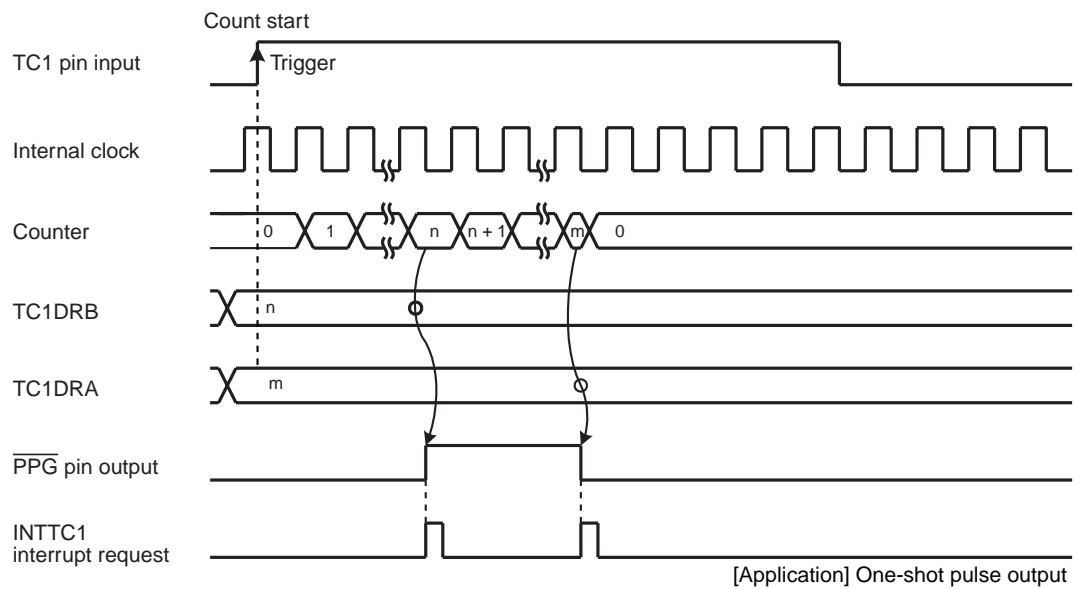 Count start
TC1 pin input
Trigger
Internal clock
Counter
0 1 n n + 1 m 0
TC1DRB
n
TC1DRA
m
PPG pin output
INTTC1
interrupt request
[Application] One-shot pulse output